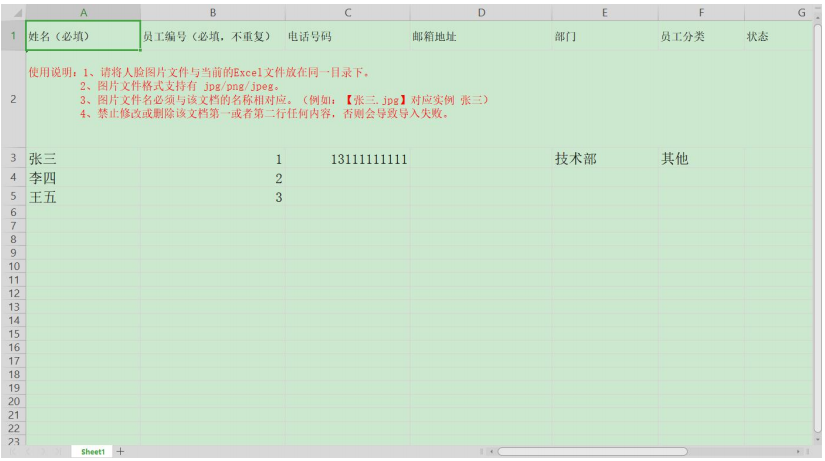 A B C D E F G
1 姓名（必填） 员工编号（必填，不重复） 电话号码 邮箱地址 部门 员工分类 状态
使用说明：1、请将人脸图片文件与当前的Excel文件放在同一目录下。
2、图片文件格式支持有 jpg/png/jpeg。
2 3、图片文件名必须与该文档的名称相对应。（例如：【张三.jpg】对应实例 张三）
4、禁止修改或删除该文档第一或者第二行任何内容，否则会导致导入失败。
3 张三 1 13111111111 技术部 其他
4 李四 2
5 王五 3
6
7
8
9
10
11
12
13
14
15
16
17
18
19
20
21
22
23
Sheet1 +